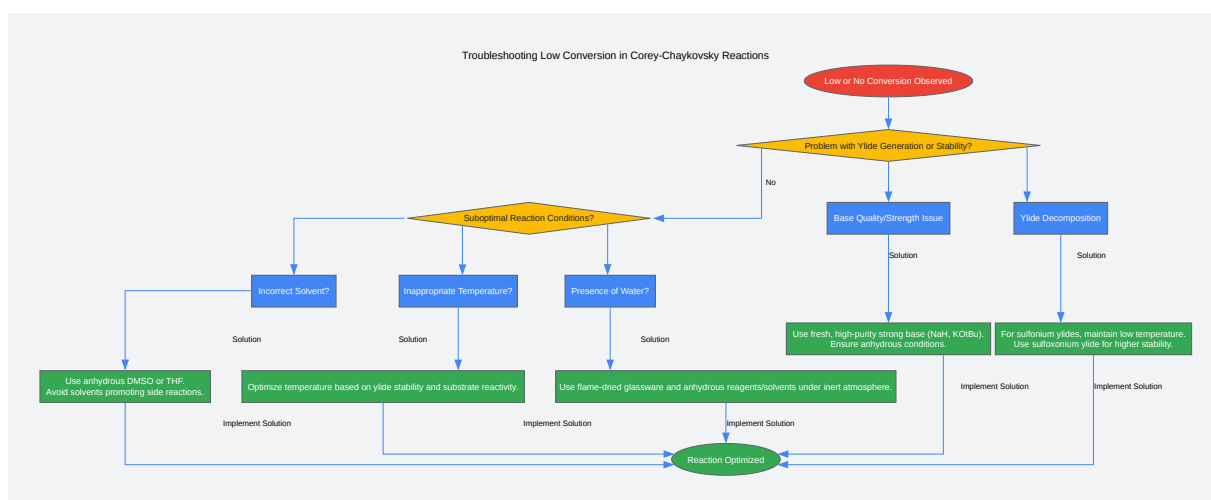 Troubleshooting Low Conversion in Corey-Chaykovsky Reactions
Low or No Conversion Observed
Problem with Ylide Generation or Stability?
No
Suboptimal Reaction Conditions?
Base Quality/Strength Issue
Ylide Decomposition
Solution
Solution
Incorrect Solvent?
Inappropriate Temperature?
Presence of Water?
Use fresh, high-purity strong base (NaH, KOtBu).
Ensure anhydrous conditions.
For sulfonium ylides, maintain low temperature.
Use sulfoxonium ylide for higher stability.
Solution
Solution
Solution
Use anhydrous DMSO or THF.
Avoid solvents promoting side reactions.
Optimize temperature based on ylide stability and substrate reactivity.
Use flame-dried glassware and anhydrous reagents/solvents under inert atmosphere.
Implement Solution
Implement Solution
Implement Solution
Implement Solution
Implement Solution
Reaction Optimized